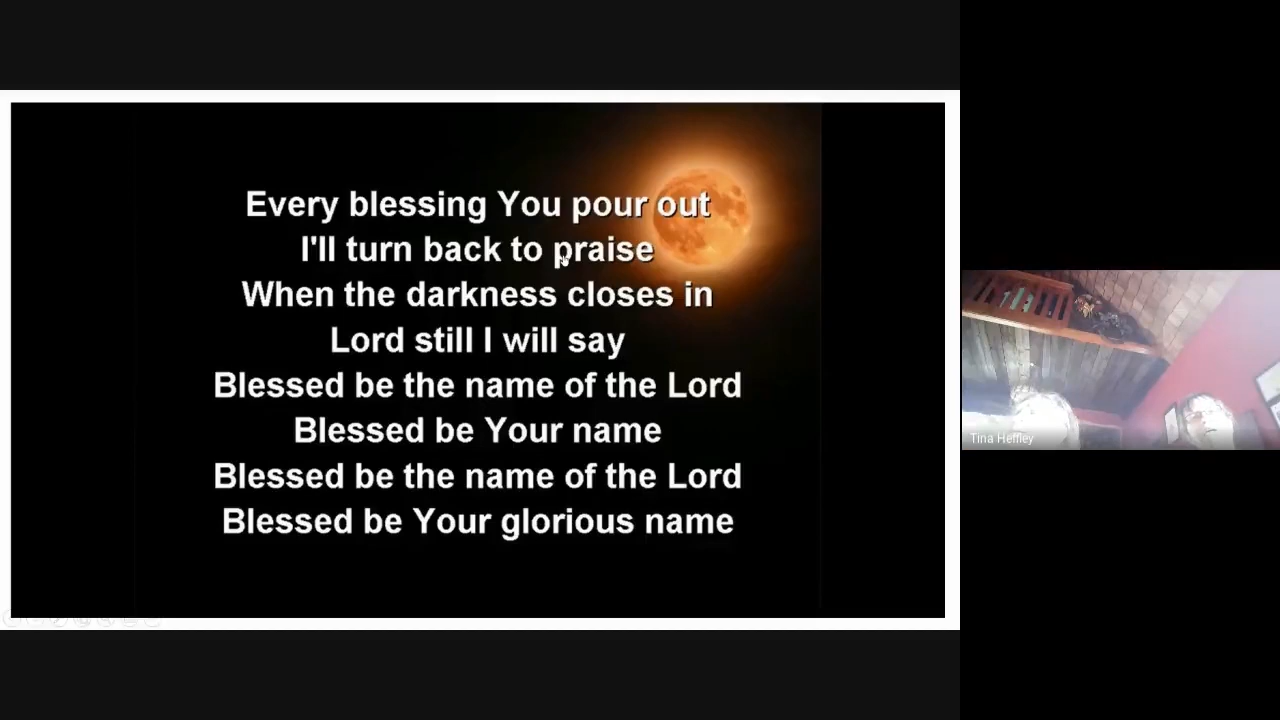 Every blessing You pour out
I'll turn back to praise
When the darkness closes in
Lord still I will say
Blessed be the name of the Lord
Blessed be Your name
Blessed be the name of the Lord
Blessed be Your glorious name
Tina Heffley